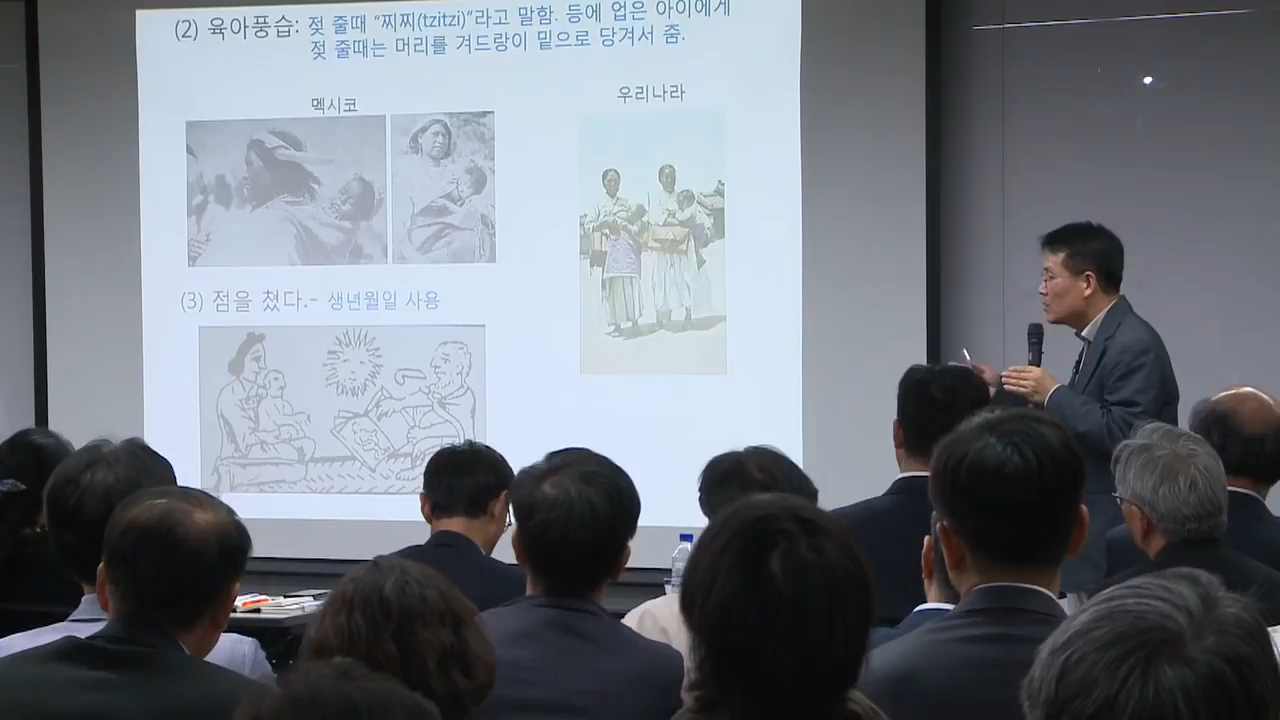 (2) 육아풍습: 젖 줄때 “찌찌(tzitzi)”라고 말함. 등에 업은 아이에게
젖 줄때는 머리를 겨드랑이 밑으로 당겨서 줌.
멕시코
우리나라
(3) 점을 쳤다.- 생년월일 사용